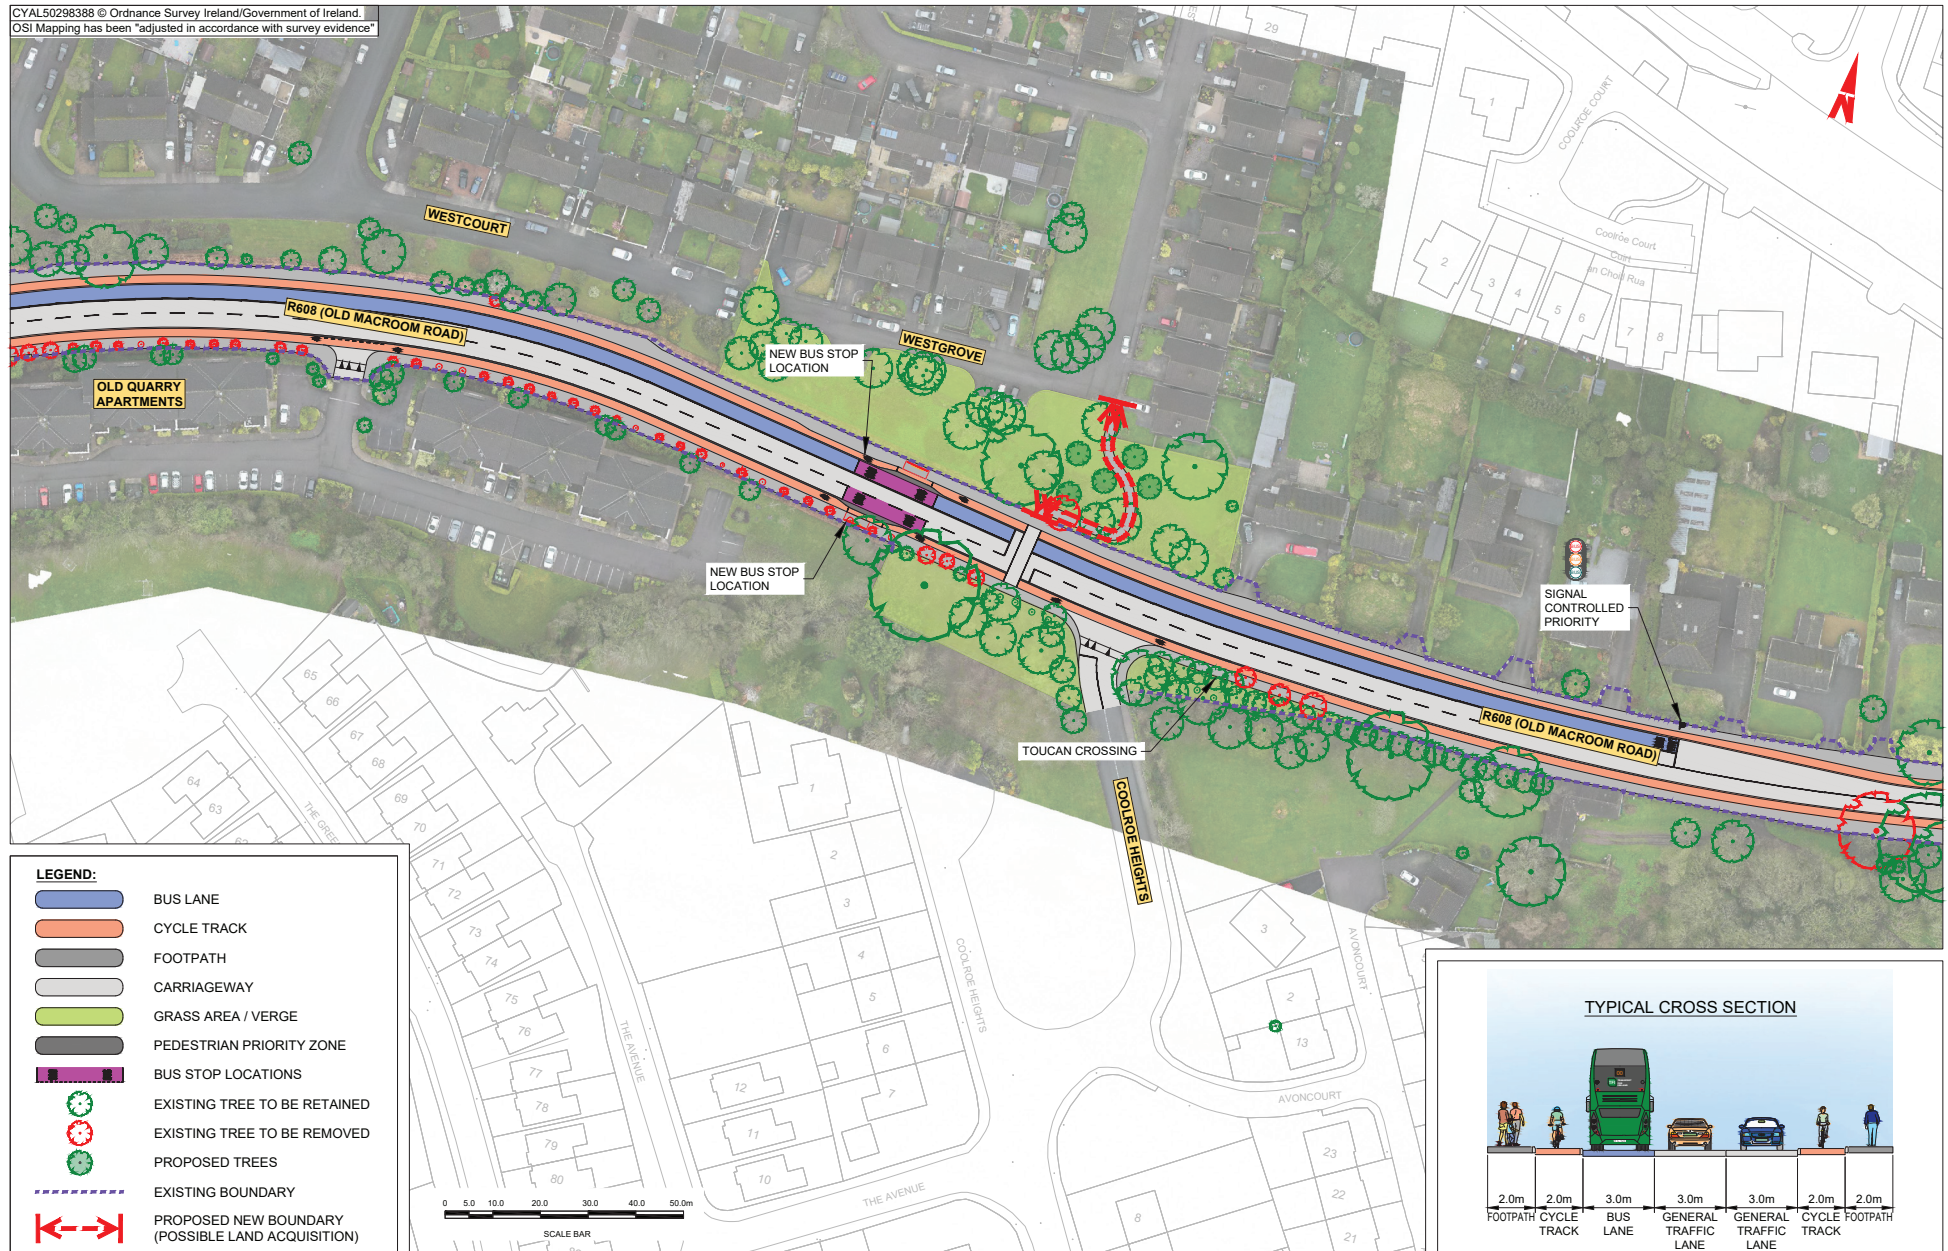 CYAL50298388 © Ordnance Survey Ireland/Government of Ireland.
OSI Mapping has been "adjusted in accordance with survey evidence"
29
1
COOLROE COURT
N
WESTCOURT
Coolroe Court
Cúirt
an Choill Rua
2
3
4
5
6
7
8
R608 (OLD MACROOM ROAD)
WESTGROVE
NEW BUS STOP
LOCATION
OLD QUARRY
APARTMENTS
NEW BUS STOP
LOCATION
SIGNAL
CONTROLLED
PRIORITY
R608 (OLD MACROOM ROAD)
TOUCAN CROSSING
COOLROE HEIGHTS
65
66
67
68
64
63
69
70
71
72
73
74
75
76
77
78
79
80
THE AVENUE
1
2
3
4
5
6
7
12
11
10
COOLROE HEIGHTS
THE AVENUE
3
2
13
AVONCOURT
AVONCOURT
8
23
22
21
LEGEND:
BUS LANE
CYCLE TRACK
FOOTPATH
CARRIAGEWAY
GRASS AREA / VERGE
PEDESTRIAN PRIORITY ZONE
BUS STOP LOCATIONS
EXISTING TREE TO BE RETAINED
EXISTING TREE TO BE REMOVED
PROPOSED TREES
EXISTING BOUNDARY
PROPOSED NEW BOUNDARY
(POSSIBLE LAND ACQUISITION)
0 5.0 10.0 20.0 30.0 40.0 50.0m
SCALE BAR
TYPICAL CROSS SECTION
2.0m 2.0m 3.0m 3.0m 3.0m 2.0m 2.0m
FOOTPATH CYCLE BUS GENERAL GENERAL CYCLE FOOTPATH
TRACK LANE TRAFFIC TRAFFIC TRACK
LANE LANE